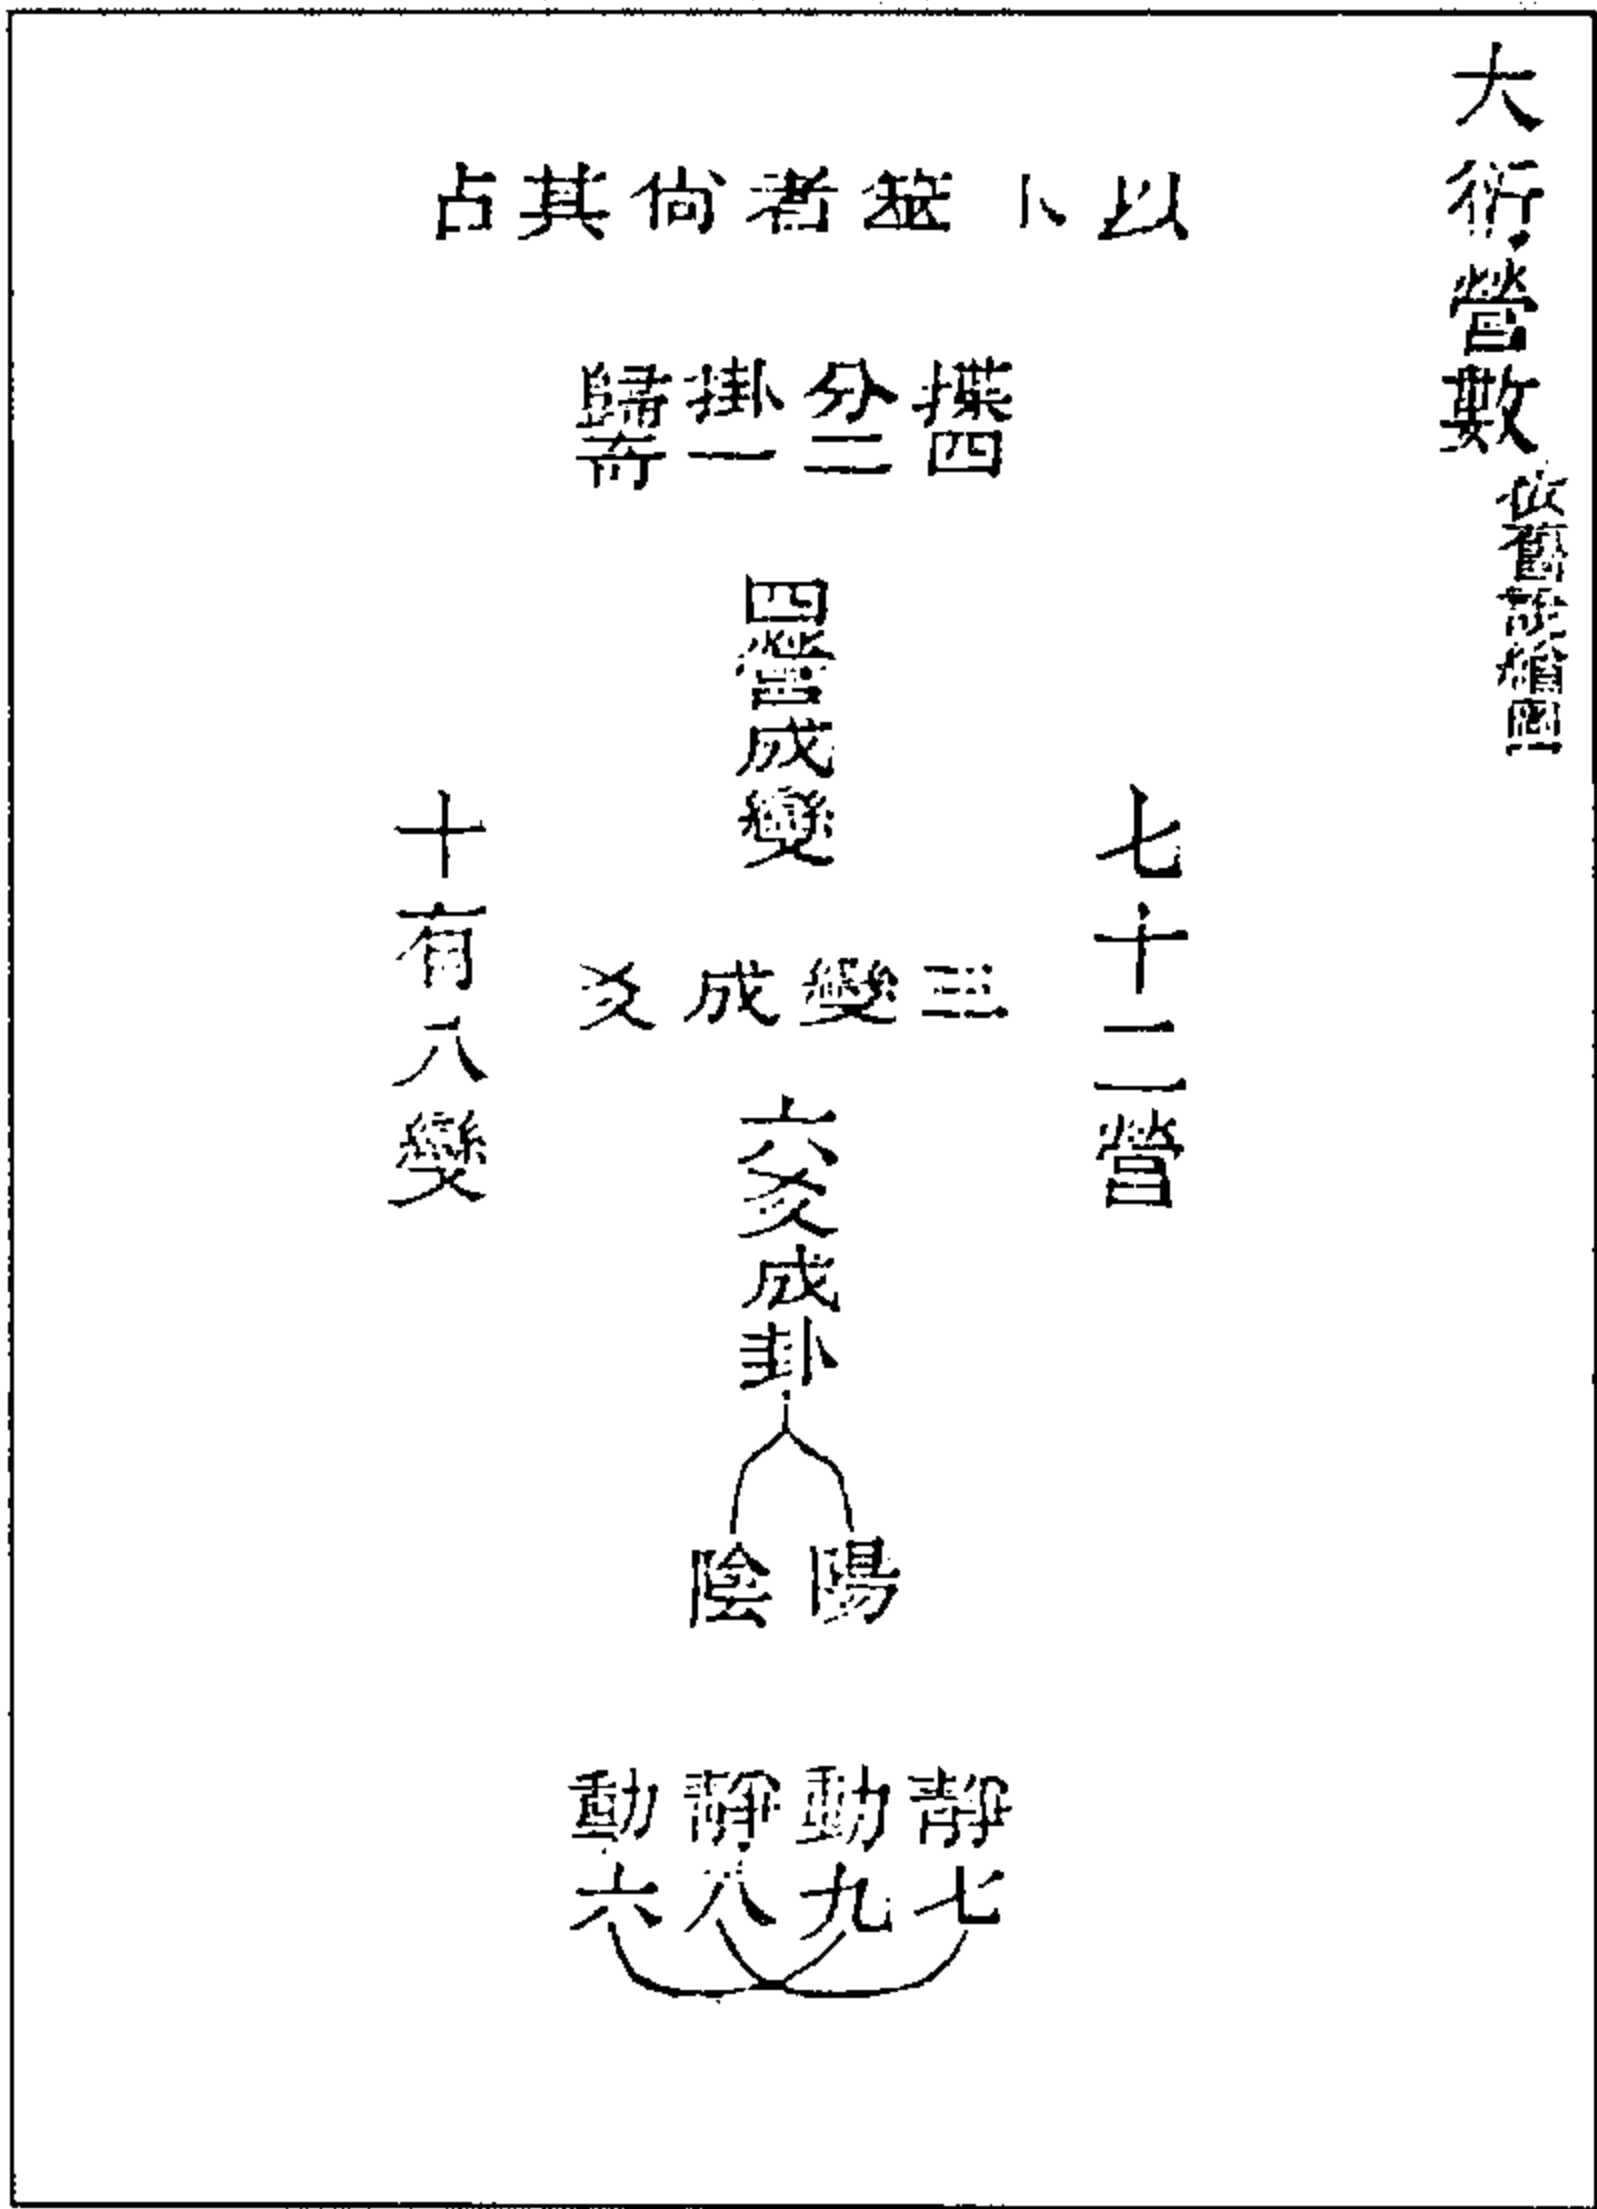 大衍營數
依舊圖
以卜筮者尚其占
揲四
分二
掛一
歸奇
四營成變
七十二營
三變成爻
十有八變
六爻成卦
陽
陰
靜七
動九
靜八
動六